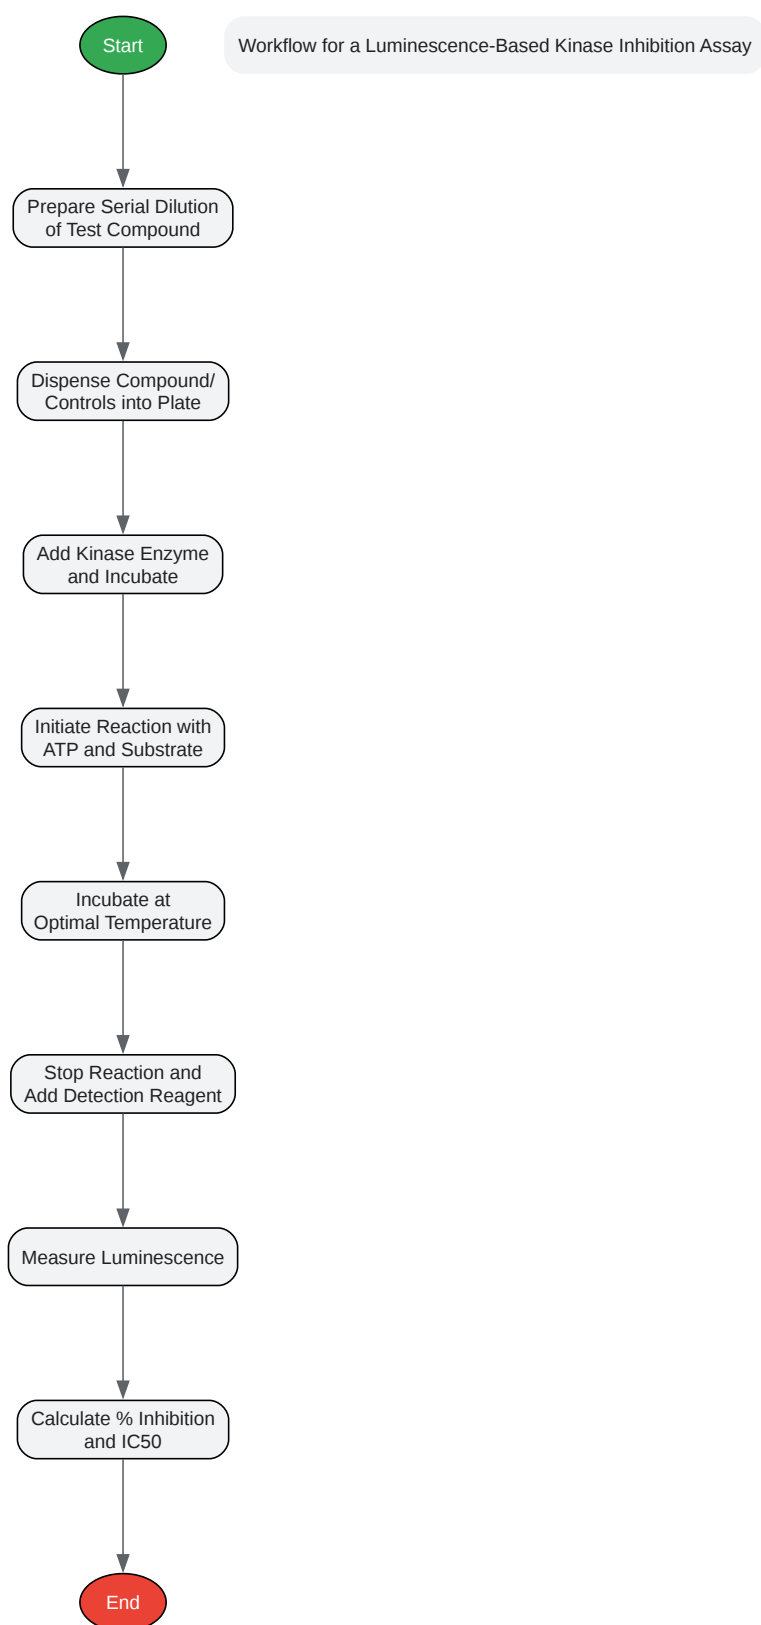 Start
Workflow for a Luminescence-Based Kinase Inhibition Assay
Prepare Serial Dilution
of Test Compound
Dispense Compound/
Controls into Plate
Add Kinase Enzyme
and Incubate
Initiate Reaction with
ATP and Substrate
Incubate at
Optimal Temperature
Stop Reaction and
Add Detection Reagent
Measure Luminescence
Calculate % Inhibition
and IC50
End